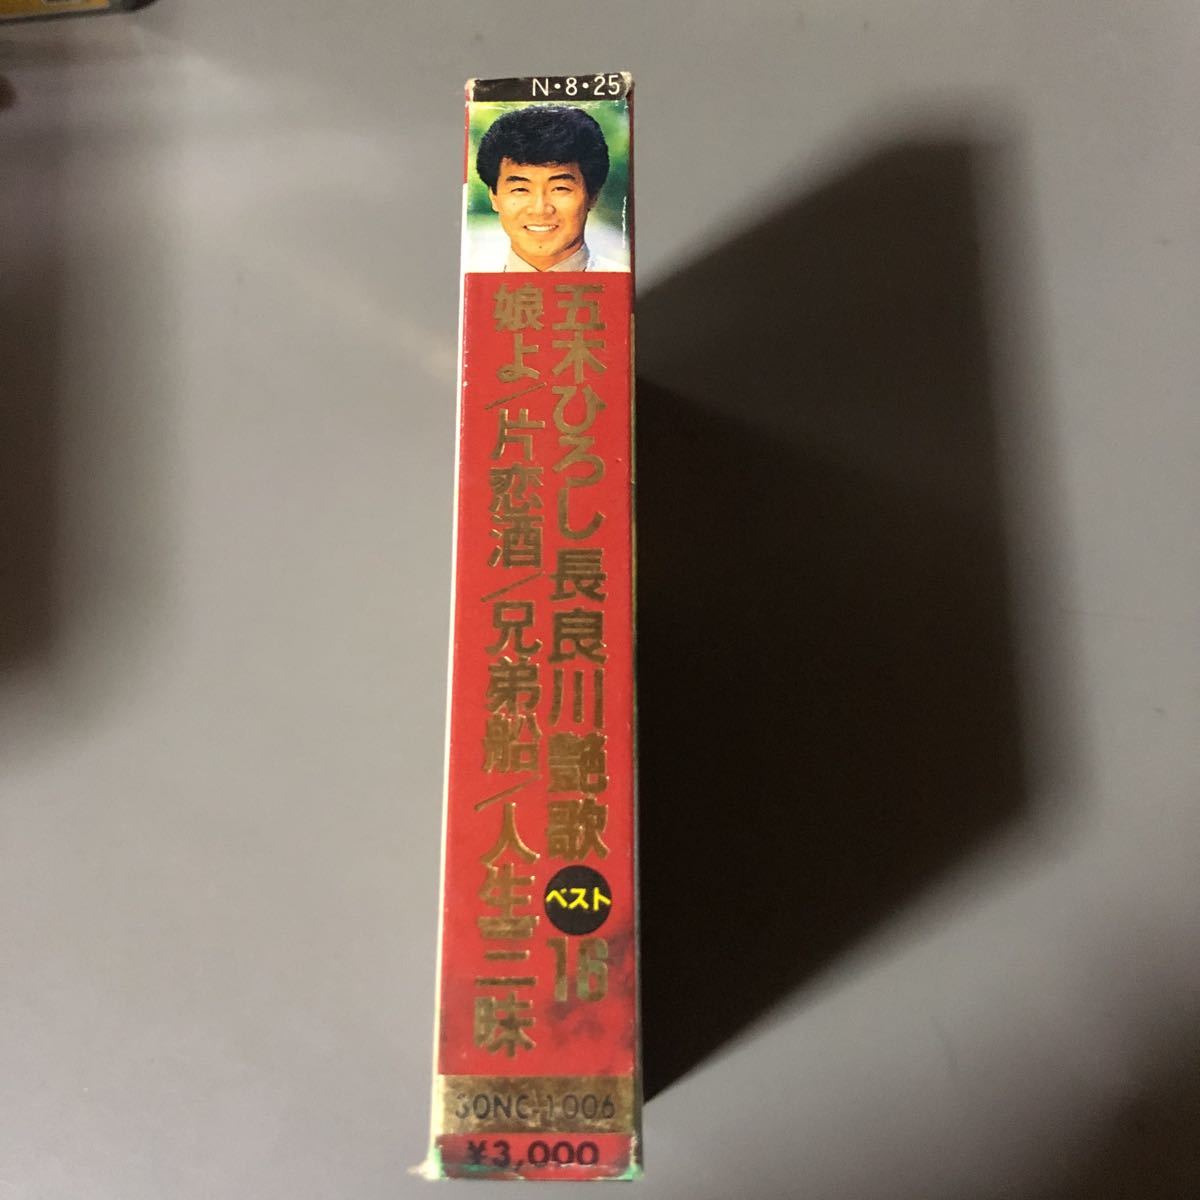 N・8・25
五木ひろし 長良川艶歌 ベスト 16
娘よ/片恋酒/兄弟船/人生三昧
30NC-1006
¥3,000